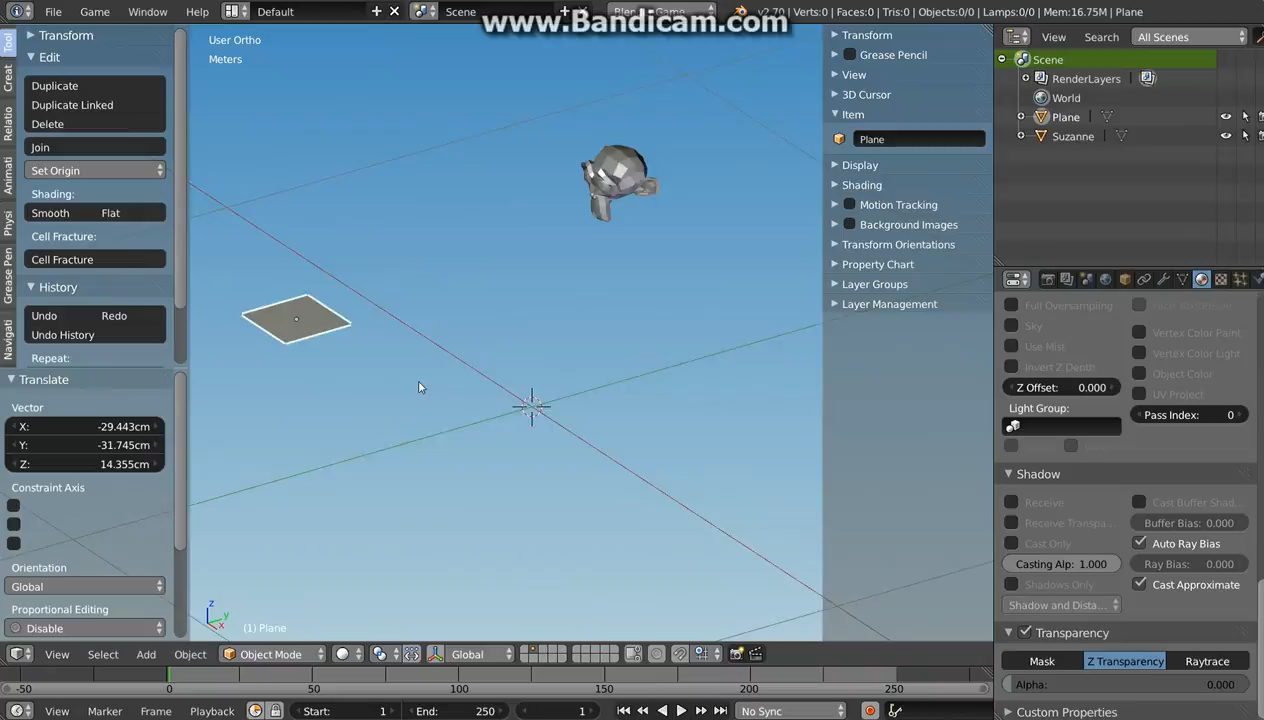 File Game Window Help Default Scene v2.70 | Verts:0 | Faces:0 | Tris:0 | Objects:0/0 | Lamps:0/0 | Mem:16.75M | Plane
www.Bandicam.com
Tool
Creat
Relatio
Animati
Physi
Grease Pen
Navigati
Transform
Edit
Duplicate
Duplicate Linked
Delete
Join
Set Origin
Shading:
Smooth Flat
Cell Fracture:
Cell Fracture
History
Undo Redo
Undo History
Repeat:
Translate
Vector
X: -29.443cm
Y: -31.745cm
Z: 14.355cm
Constraint Axis
Orientation
Global
Proportional Editing
Disable
User Ortho
Meters
z
y
x
(1) Plane
Transform
Grease Pencil
View
3D Cursor
Item
Plane
Display
Shading
Motion Tracking
Background Images
Transform Orientations
Property Chart
Layer Groups
Layer Management
View Search All Scenes
Scene
RenderLayers |
World
Plane |
Suzanne |
Full Oversampling
Sky
Use Mist
Invert Z Depth
Z Offset: 0.000
Light Group:
Vertex Color Paint
Vertex Color Light
Object Color
UV Project
Pass Index: 0
Shadow
Receive
Receive Transpa...
Cast Only
Casting Alp: 1.000
Shadows Only
Shadow and Dista...
Cast Buffer Shad...
Buffer Bias: 0.000
Auto Ray Bias
Ray Bias: 0.000
Cast Approximate
Transparency
Mask Z Transparency Raytrace
Alpha: 0.000
Custom Properties
View Select Add Object Object Mode Global
-50 0 50 100 150 200 250
View Marker Frame Playback Start: 1 End: 250 1 No Sync